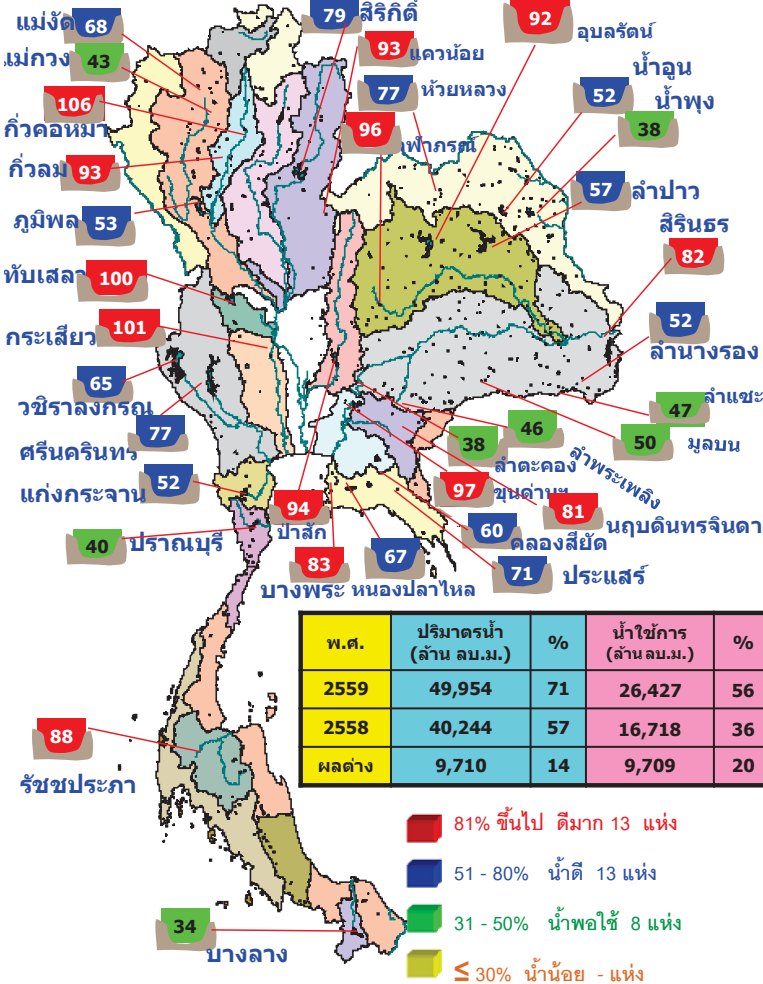 79 สิริกิติ์
92
อุบลรัตน์
แม่งัด 68
93 แควน้อย
แม่กวง 43
น้ำอูน
77 ห้วยหลวง
52
น้ำพุง
106
96
38
กิ่วคอหมา
ฬาภรณ์
กิ่วลม 93
57 ลำปาว
ภูมิพล 53
สิรินธร
82
ทับเสลา 100
กระเสียว 101
52
ลำนางรอง
65
วชิราลงกรณ
47 ลำแชะ
77
46
50 มูลบน
ศรีนครินทร์
38
ลำตะคอง
ลำพระเพลิง
แก่งกระจาน 52
97 ขุนด่านฯ
94
ป่าสัก
81 นฤบดินทรจินดา
40 ปราณบุรี
60
คลองสียัด
83
บางพระ
67
หนองปลาไหล
71 ประแสร์
พ.ศ. ปริมาตรน้ำ (ล้าน ลบ.ม.) % น้ำใช้การ (ล้าน ลบ.ม.) %
2559 49,954 71 26,427 56
2558 40,244 57 16,718 36
ผลต่าง 9,710 14 9,709 20
88
รัชชประภา
81% ขึ้นไป ดีมาก 13 แห่ง
51 - 80% น้ำดี 13 แห่ง
31 - 50% น้ำพอใช้ 8 แห่ง
34
บางลาง
≤ 30% น้ำน้อย - แห่ง